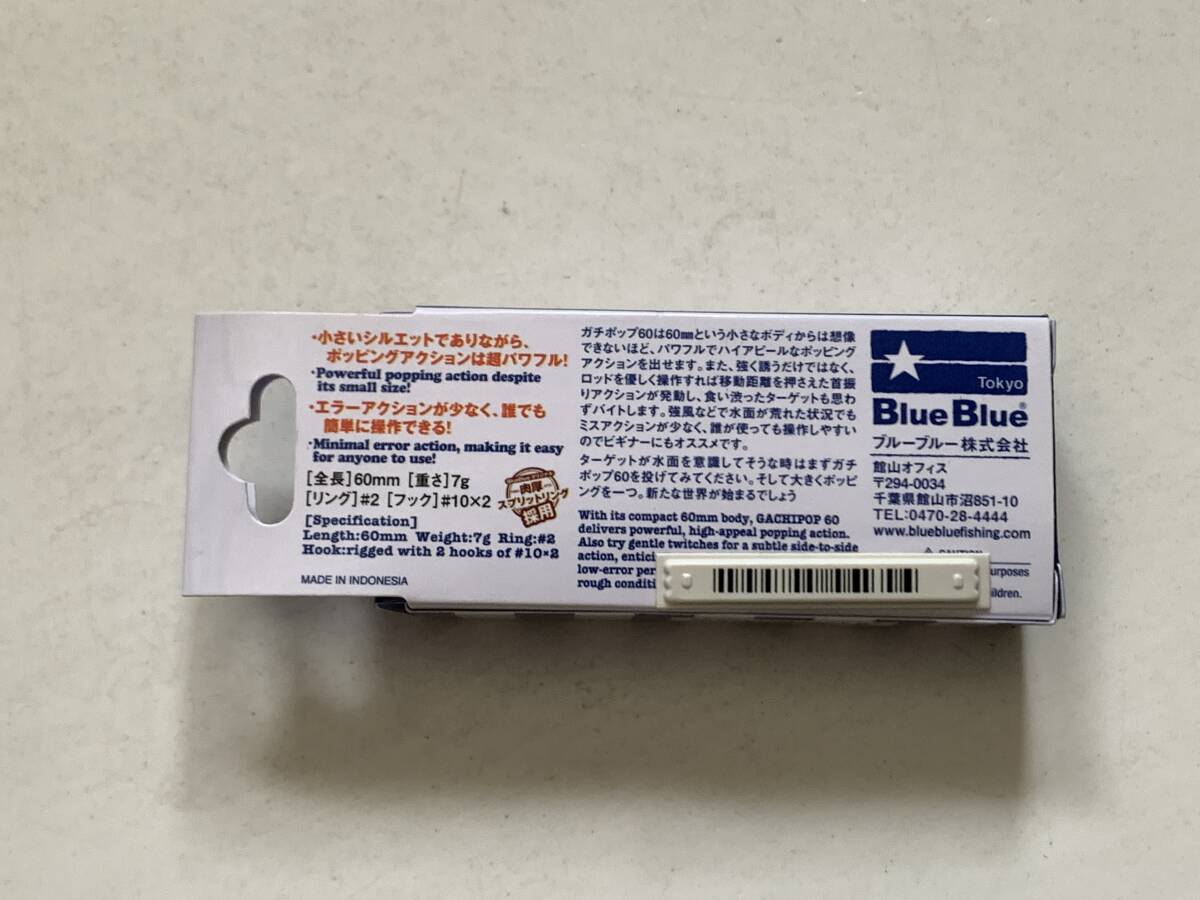 ・小さいシルエットでありながら、
ポッピングアクションは超パワフル!
・Powerful popping action despite
its small size!
・エラーアクションが少なく、誰でも
簡単に操作できる!
・Minimal error action, making it easy
for anyone to use!
[全長]60mm [重さ]7g
[リング]#2 [フック]#10×2
肉厚
スプリットリング
採用
[Specification]
Length:60mm Weight:7g Ring:#2
Hook:rigged with 2 hooks of #10×2
MADE IN INDONESIA
ガチポップ60は60㎜という小さなボディからは想像
できないほど、パワフルでハイアピールなポッピング
アクションを出せます。また、強く誘うだけではなく、
ロッドを優しく操作すれば移動距離を押さえた首振
りアクションが発動し、食い渋ったターゲットも思わ
ずバイトします。強風などで水面が荒れた状況でも
ミスアクションが少なく、誰が使っても操作しやすい
のでビギナーにもオススメです。
ターゲットが水面を意識してそうな時はまずガチ
ポップ60を投げてみてください。そして大きくポッピ
ングを一つ。新たな世界が始まるでしょう
With its compact 60mm body, GACHIPOP 60
delivers powerful, high-appeal popping action.
Also try gentle twitches for a subtle side-to-side
action,
low-error
rough
Tokyo
BlueBlue®
ブルーブルー株式会社
館山オフィス
〒294-0034
千葉県館山市沼851-10
TEL:0470-28-4444
www.bluebluefishing.com
CAUTION
purposes